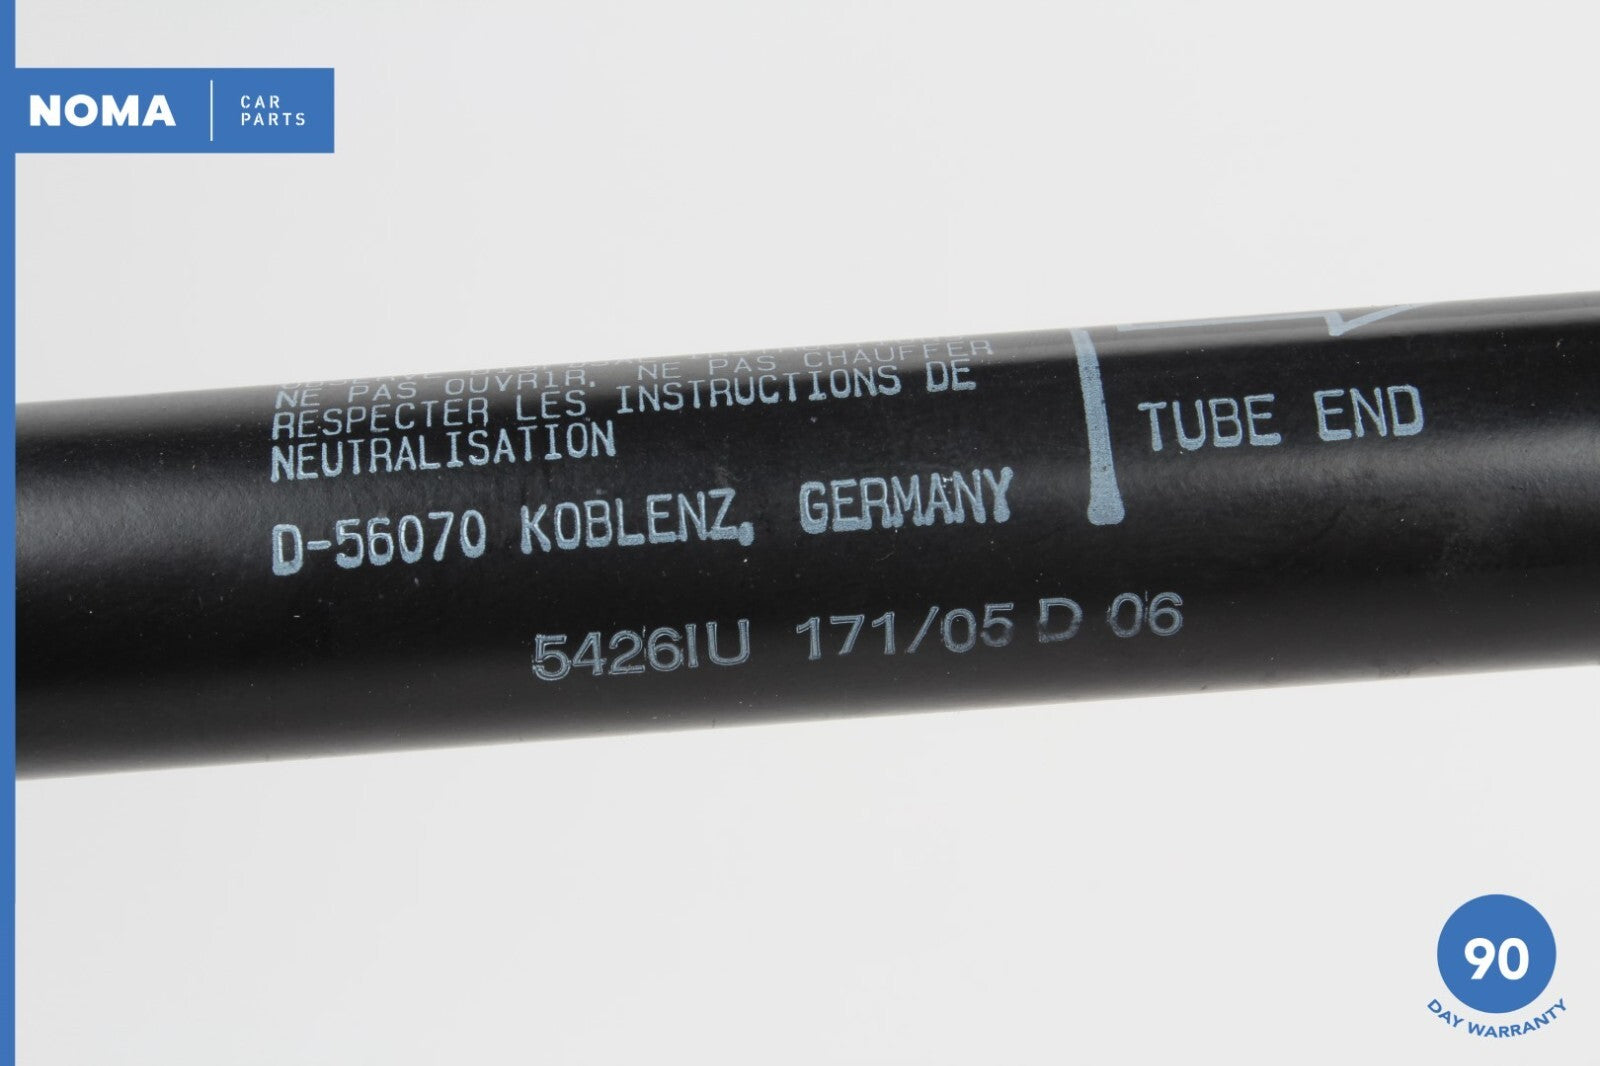 NOMA
CAR
PARTS
NE PAS OUVRIR. NE PAS CHAUFFER
RESPECTER LES INSTRUCTIONS DE
NEUTRALISATION
D-56070 KOBLENZ, GERMANY
TUBE END
5426IU 171/05 D 06
90
DAY WARRANTY